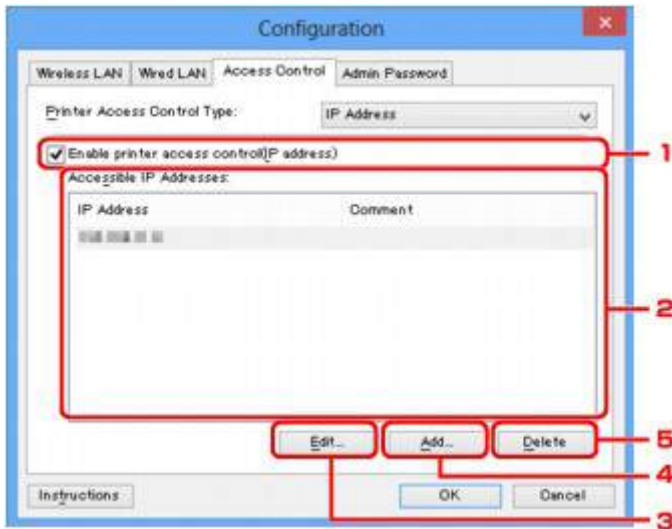 Configuration
Wireless LAN
Wired LAN
Access Control
Admin Password
Printer Access Control Type:
IP Address
Enable printer access control(IP address)
1
Accessible IP Addresses:
IP Address
Comment
2
Edit...
Add...
Delete
5
4
Instructions
OK
Cancel
3